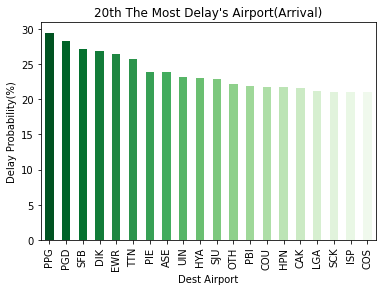 20th The Most Delay's Airport(Arrival)
Delay Probability(%)
30
25
20
15
10
5
0
PPG PGD SFB DIK EWR TTN PIE ASE UIN HYA SJU OTH PBI COU HPN CAK LGA SCK ISP COS
Dest Airport